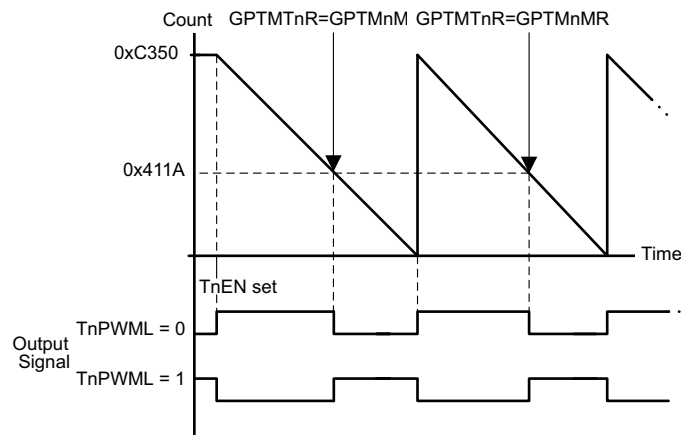 Count
GPTMTnR=GPTMnM
GPTMTnR=GPTMnMR
0xC350
0x411A
Time
TnEN set
TnPWML = 0
Output
Signal
TnPWML = 1